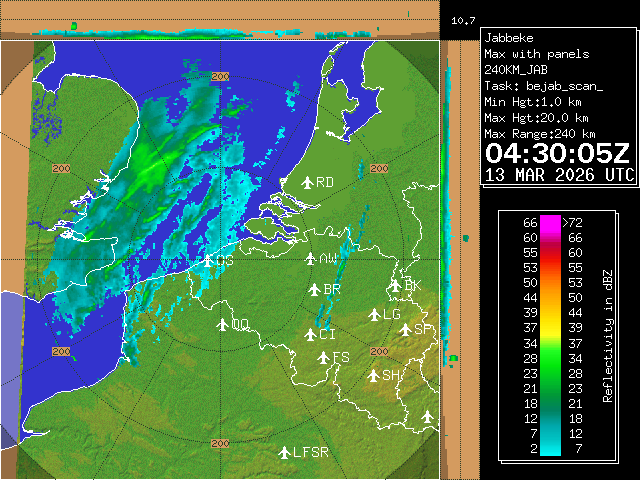 10.7
Jabbeke
Max with panels
240KM_JAB
Task: bejab_scan_
Min Hgt:1.0 km
Max Hgt:20.0 km
Max Range:240 km
04:30:05Z
13 MAR 2026 UTC
200
200
200
RD
OS
AW
BR
BK
LG
QO
CI
SP
200
FS
200
SH
200
LFSR
66 >72
60 66
55 60
53 55
50 53
44 50
39 44
37 39
34 37
28 34
23 28
21 23
18 21
12 18
7 12
2 7
Reflectivity in dBZ